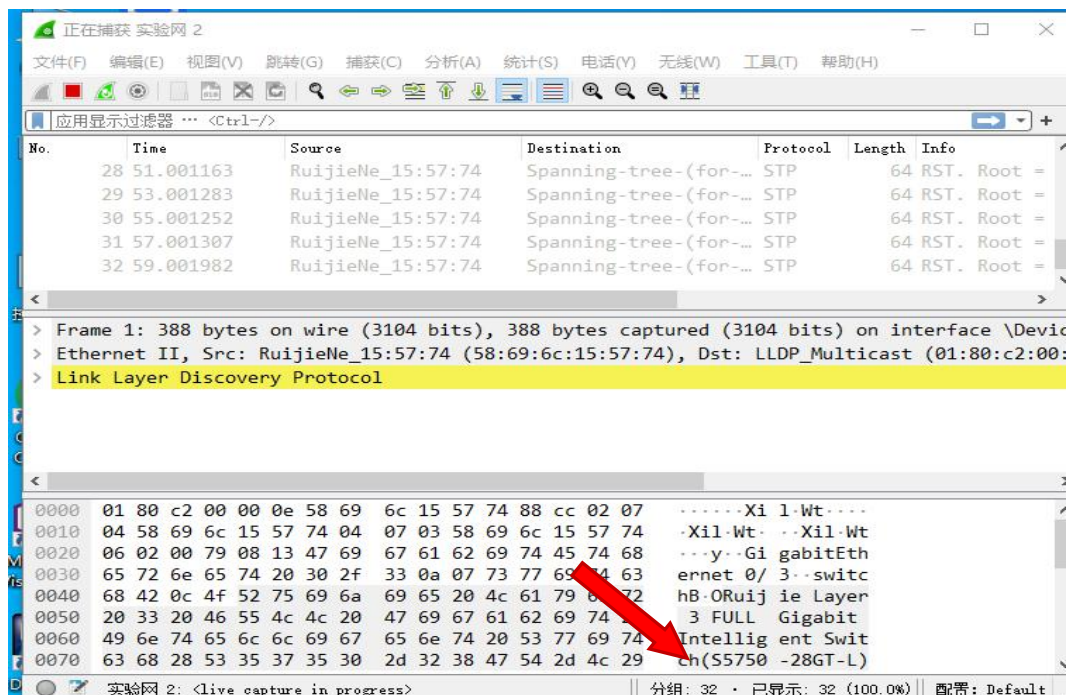 正在捕获 实验网 2
文件(F) 编辑(E) 视图(V) 跳转(G) 捕获(C) 分析(A) 统计(S) 电话(Y) 无线(W) 工具(T) 帮助(H)
应用显示过滤器 … <Ctrl-/>
No. Time Source Destination Protocol Length Info
28 51.001163 RuijieNe_15:57:74 Spanning-tree-(for-… STP 64 RST. Root =
29 53.001283 RuijieNe_15:57:74 Spanning-tree-(for-… STP 64 RST. Root =
30 55.001252 RuijieNe_15:57:74 Spanning-tree-(for-… STP 64 RST. Root =
31 57.001307 RuijieNe_15:57:74 Spanning-tree-(for-… STP 64 RST. Root =
32 59.001982 RuijieNe_15:57:74 Spanning-tree-(for-… STP 64 RST. Root =
> Frame 1: 388 bytes on wire (3104 bits), 388 bytes captured (3104 bits) on interface \Devic
> Ethernet II, Src: RuijieNe_15:57:74 (58:69:6c:15:57:74), Dst: LLDP_Multicast (01:80:c2:00:
> Link Layer Discovery Protocol
0000 01 80 c2 00 00 0e 58 69 6c 15 57 74 88 cc 02 07 ······Xi l·Wt····
0010 04 58 69 6c 15 57 74 04 07 03 58 69 6c 15 57 74 ·Xil·Wt· ··Xil·Wt
0020 06 02 00 79 08 13 47 69 67 61 62 69 74 45 74 68 ···y··Gi gabitEth
0030 65 72 6e 65 74 20 30 2f 33 0a 07 73 77 69 74 63 ernet 0/ 3··switc
0040 68 42 0c 4f 52 75 69 6a 69 65 20 4c 61 79 72 hB·ORuij ie Layer
0050 20 33 20 46 55 4c 4c 20 47 69 67 61 62 69 74 3 FULL Gigabit
0060 49 6e 74 65 6c 6c 69 67 65 6e 74 20 53 77 69 74 Intellig ent Swit
0070 63 68 28 53 35 37 35 30 2d 32 38 47 54 2d 4c 29 ch(S5750 -28GT-L)
实验网 2: <live capture in progress> 分组: 32 · 已显示: 32 (100.0%) 配置: Default